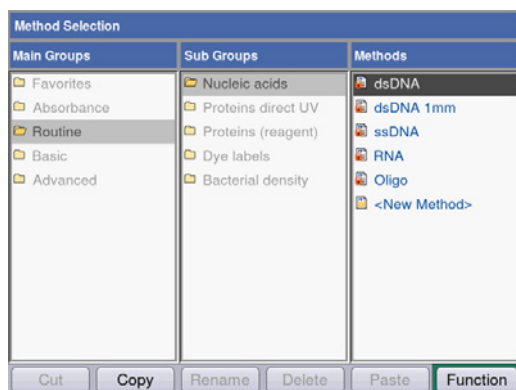 Method Selection
Main Groups
Sub Groups
Methods
Favorites
Absorbance
Routine
Basic
Advanced
Nucleic acids
Proteins direct UV
Proteins (reagent)
Dye labels
Bacterial density
dsDNA
dsDNA 1mm
ssDNA
RNA
Oligo
<New Method>
Cut
Copy
Rename
Delete
Paste
Function